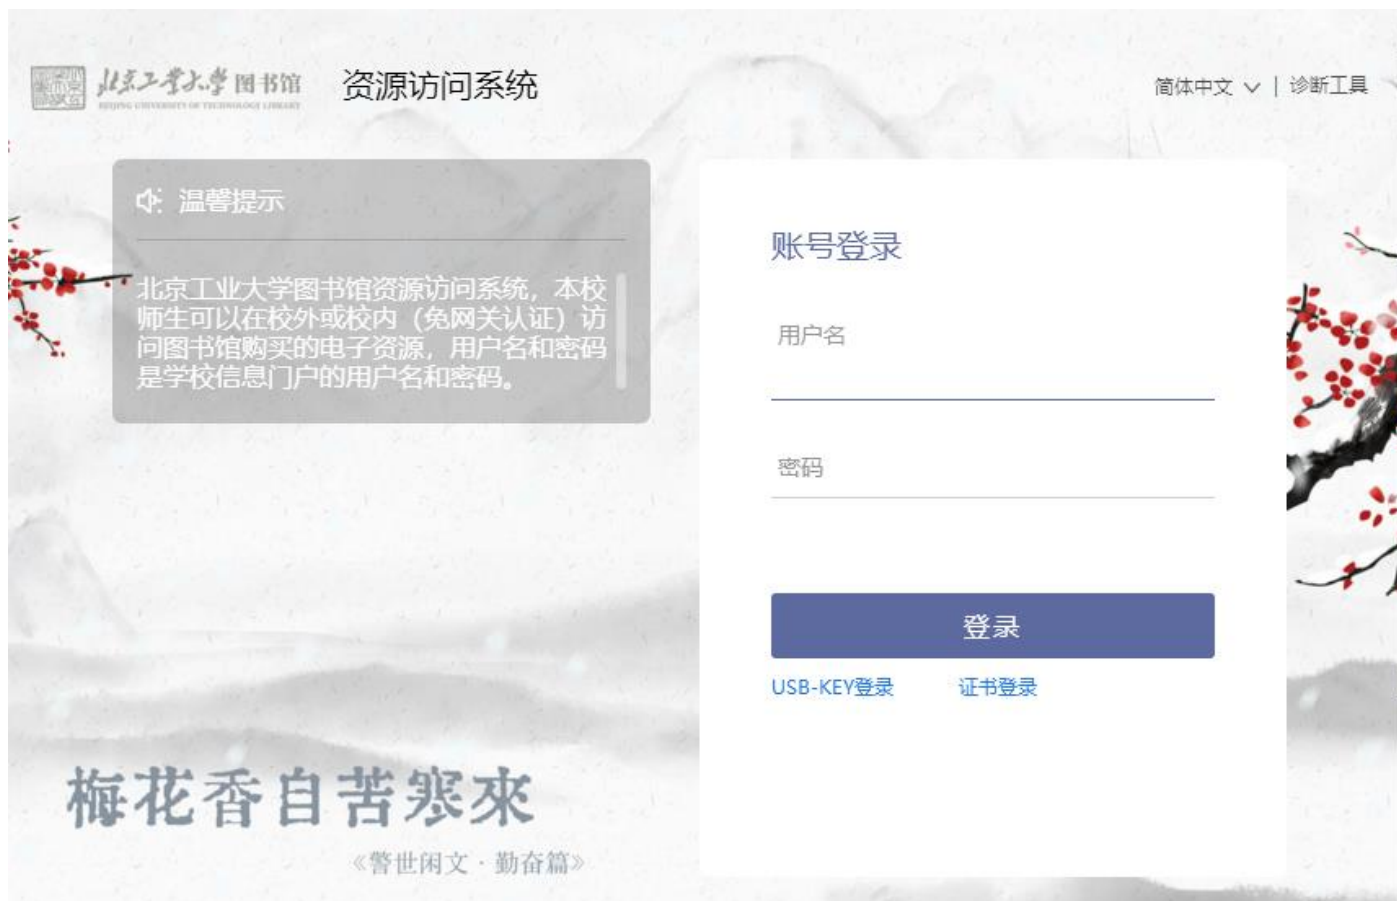 北京工业大学图书馆
BEIJING UNIVERSITY OF TECHNOLOGY LIBRARY
资源访问系统
简体中文 | 诊断工具
温馨提示
北京工业大学图书馆资源访问系统，本校
师生可以在校外或校内（免网关认证）访
问图书馆购买的电子资源，用户名和密码
是学校信息门户的用户名和密码。
账号登录
用户名
密码
登录
USB-KEY登录 证书登录
梅花香自苦寒來
《警世闲文·勤奋篇》